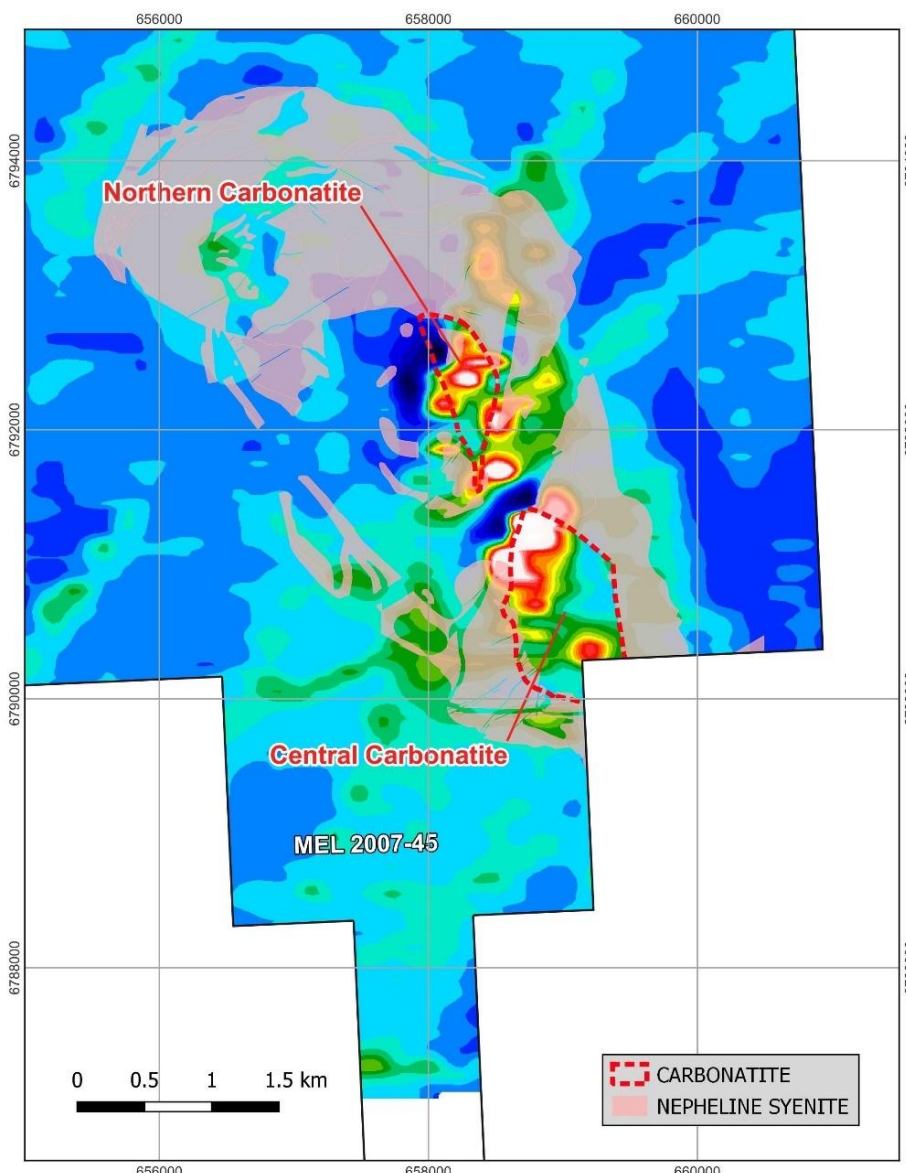 656000 658000 660000
6794000
Northern Carbonatite
6792000
6790000
Central Carbonatite
MEL 2007-45
6788000
0 0.5 1 1.5 km
CARBONATITE
NEPHELINE SYENITE
656000 658000 660000